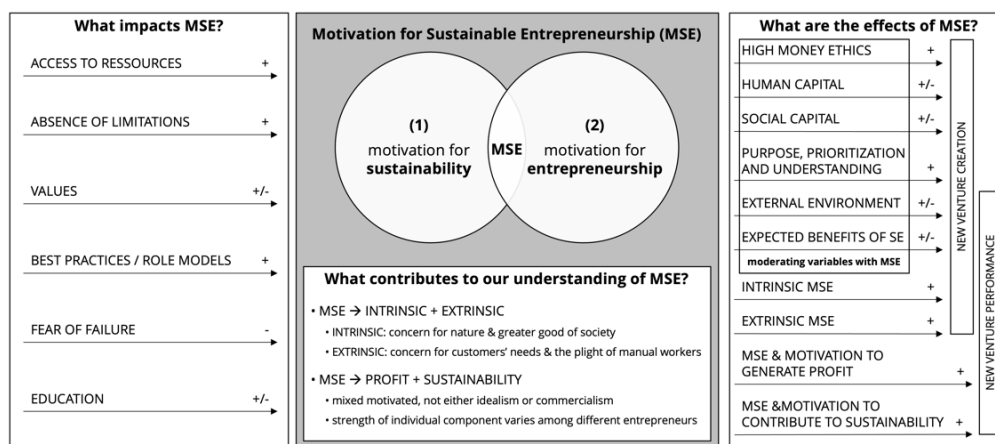 What impacts MSE?
ACCESS TO RESSOURCES +
ABSENCE OF LIMITATIONS +
VALUES +/-
BEST PRACTICES / ROLE MODELS +
FEAR OF FAILURE -
EDUCATION +/-
Motivation for Sustainable Entrepreneurship (MSE)
(1)
motivation for
sustainability
MSE
(2)
motivation for
entrepreneurship
What contributes to our understanding of MSE?
• MSE → INTRINSIC + EXTRINSIC
• INTRINSIC: concern for nature & greater good of society
• EXTRINSIC: concern for customers' needs & the plight of manual workers
• MSE → PROFIT + SUSTAINABILITY
• mixed motivated, not either idealism or commercialism
• strength of individual component varies among different entrepreneurs
What are the effects of MSE?
HIGH MONEY ETHICS +
HUMAN CAPITAL +/-
SOCIAL CAPITAL +/-
PURPOSE, PRIORITIZATION
AND UNDERSTANDING +
EXTERNAL ENVIRONMENT +/-
EXPECTED BENEFITS OF SE +/-
moderating variables with MSE
INTRINSIC MSE +
EXTRINSIC MSE +
MSE & MOTIVATION TO
GENERATE PROFIT +
MSE &MOTIVATION TO
CONTRIBUTE TO SUSTAINABILITY +
NEW VENTURE CREATION
NEW VENTURE PERFORMANCE